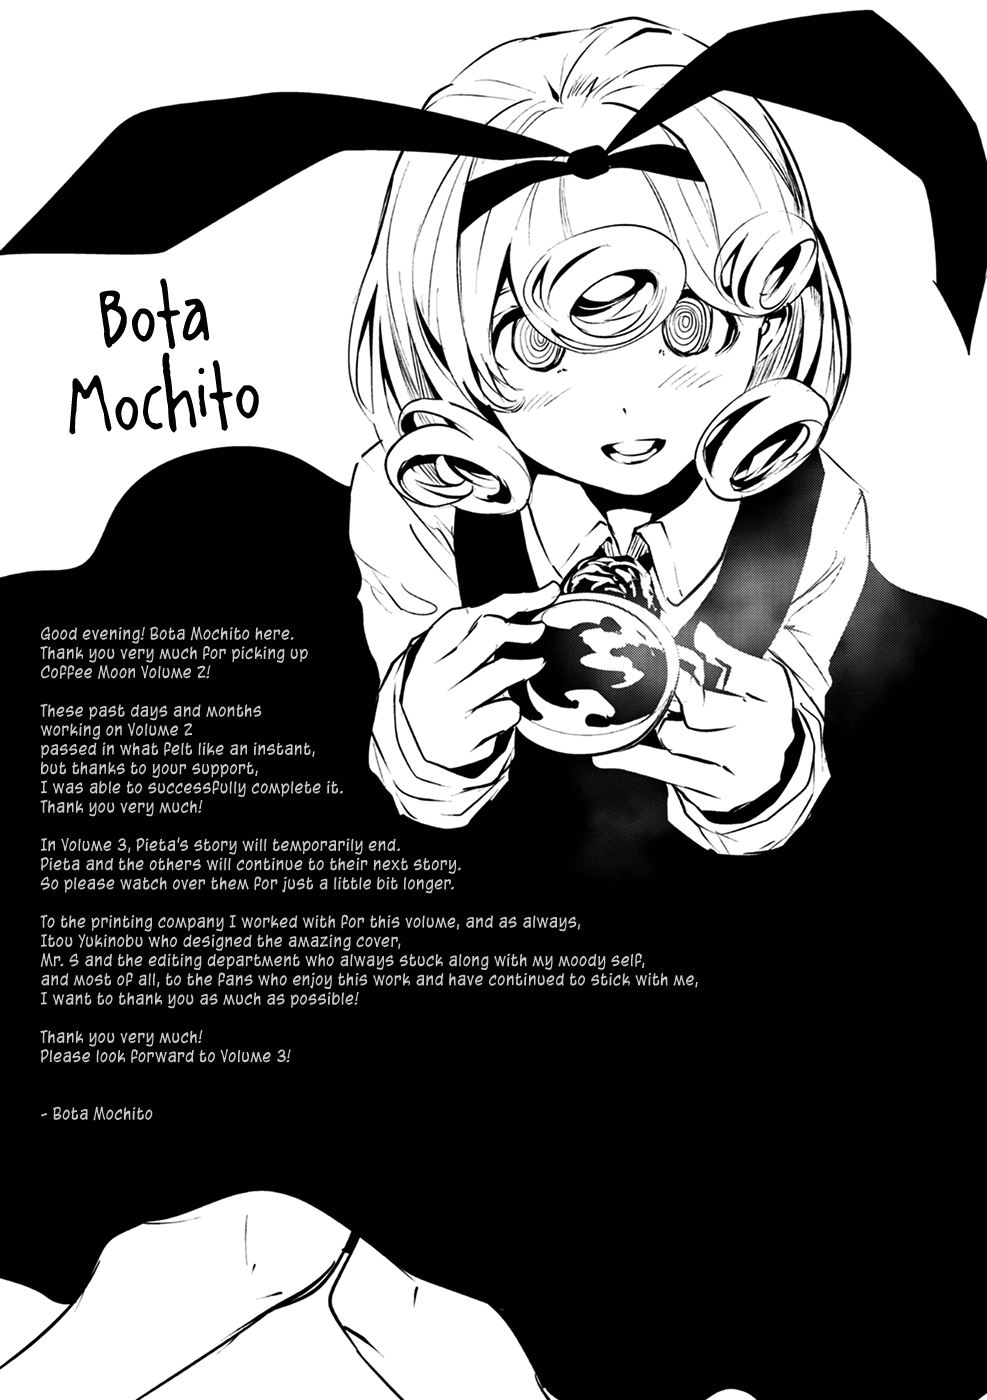 Bota
Mochito
Good evening! Bota Mochito here.
Thank you very much for picking up
Coffee Moon Volume 2!
These past days and months
working on Volume 2
passed in what felt like an instant,
but thanks to your support,
I was able to successfully complete it.
Thank you very much!
In Volume 3, Pieta's story will temporarily end.
Pieta and the others will continue to their next story.
So please watch over them for just a little bit longer.
To the printing company I worked with for this volume, and as always,
Itou Yukinobu who designed the amazing cover,
Mr. S and the editing department who always stuck along with my moody self,
and most of all, to the fans who enjoy this work and have continued to stick with me,
I want to thank you as much as possible!
Thank you very much!
Please look forward to Volume 3!
- Bota Mochito